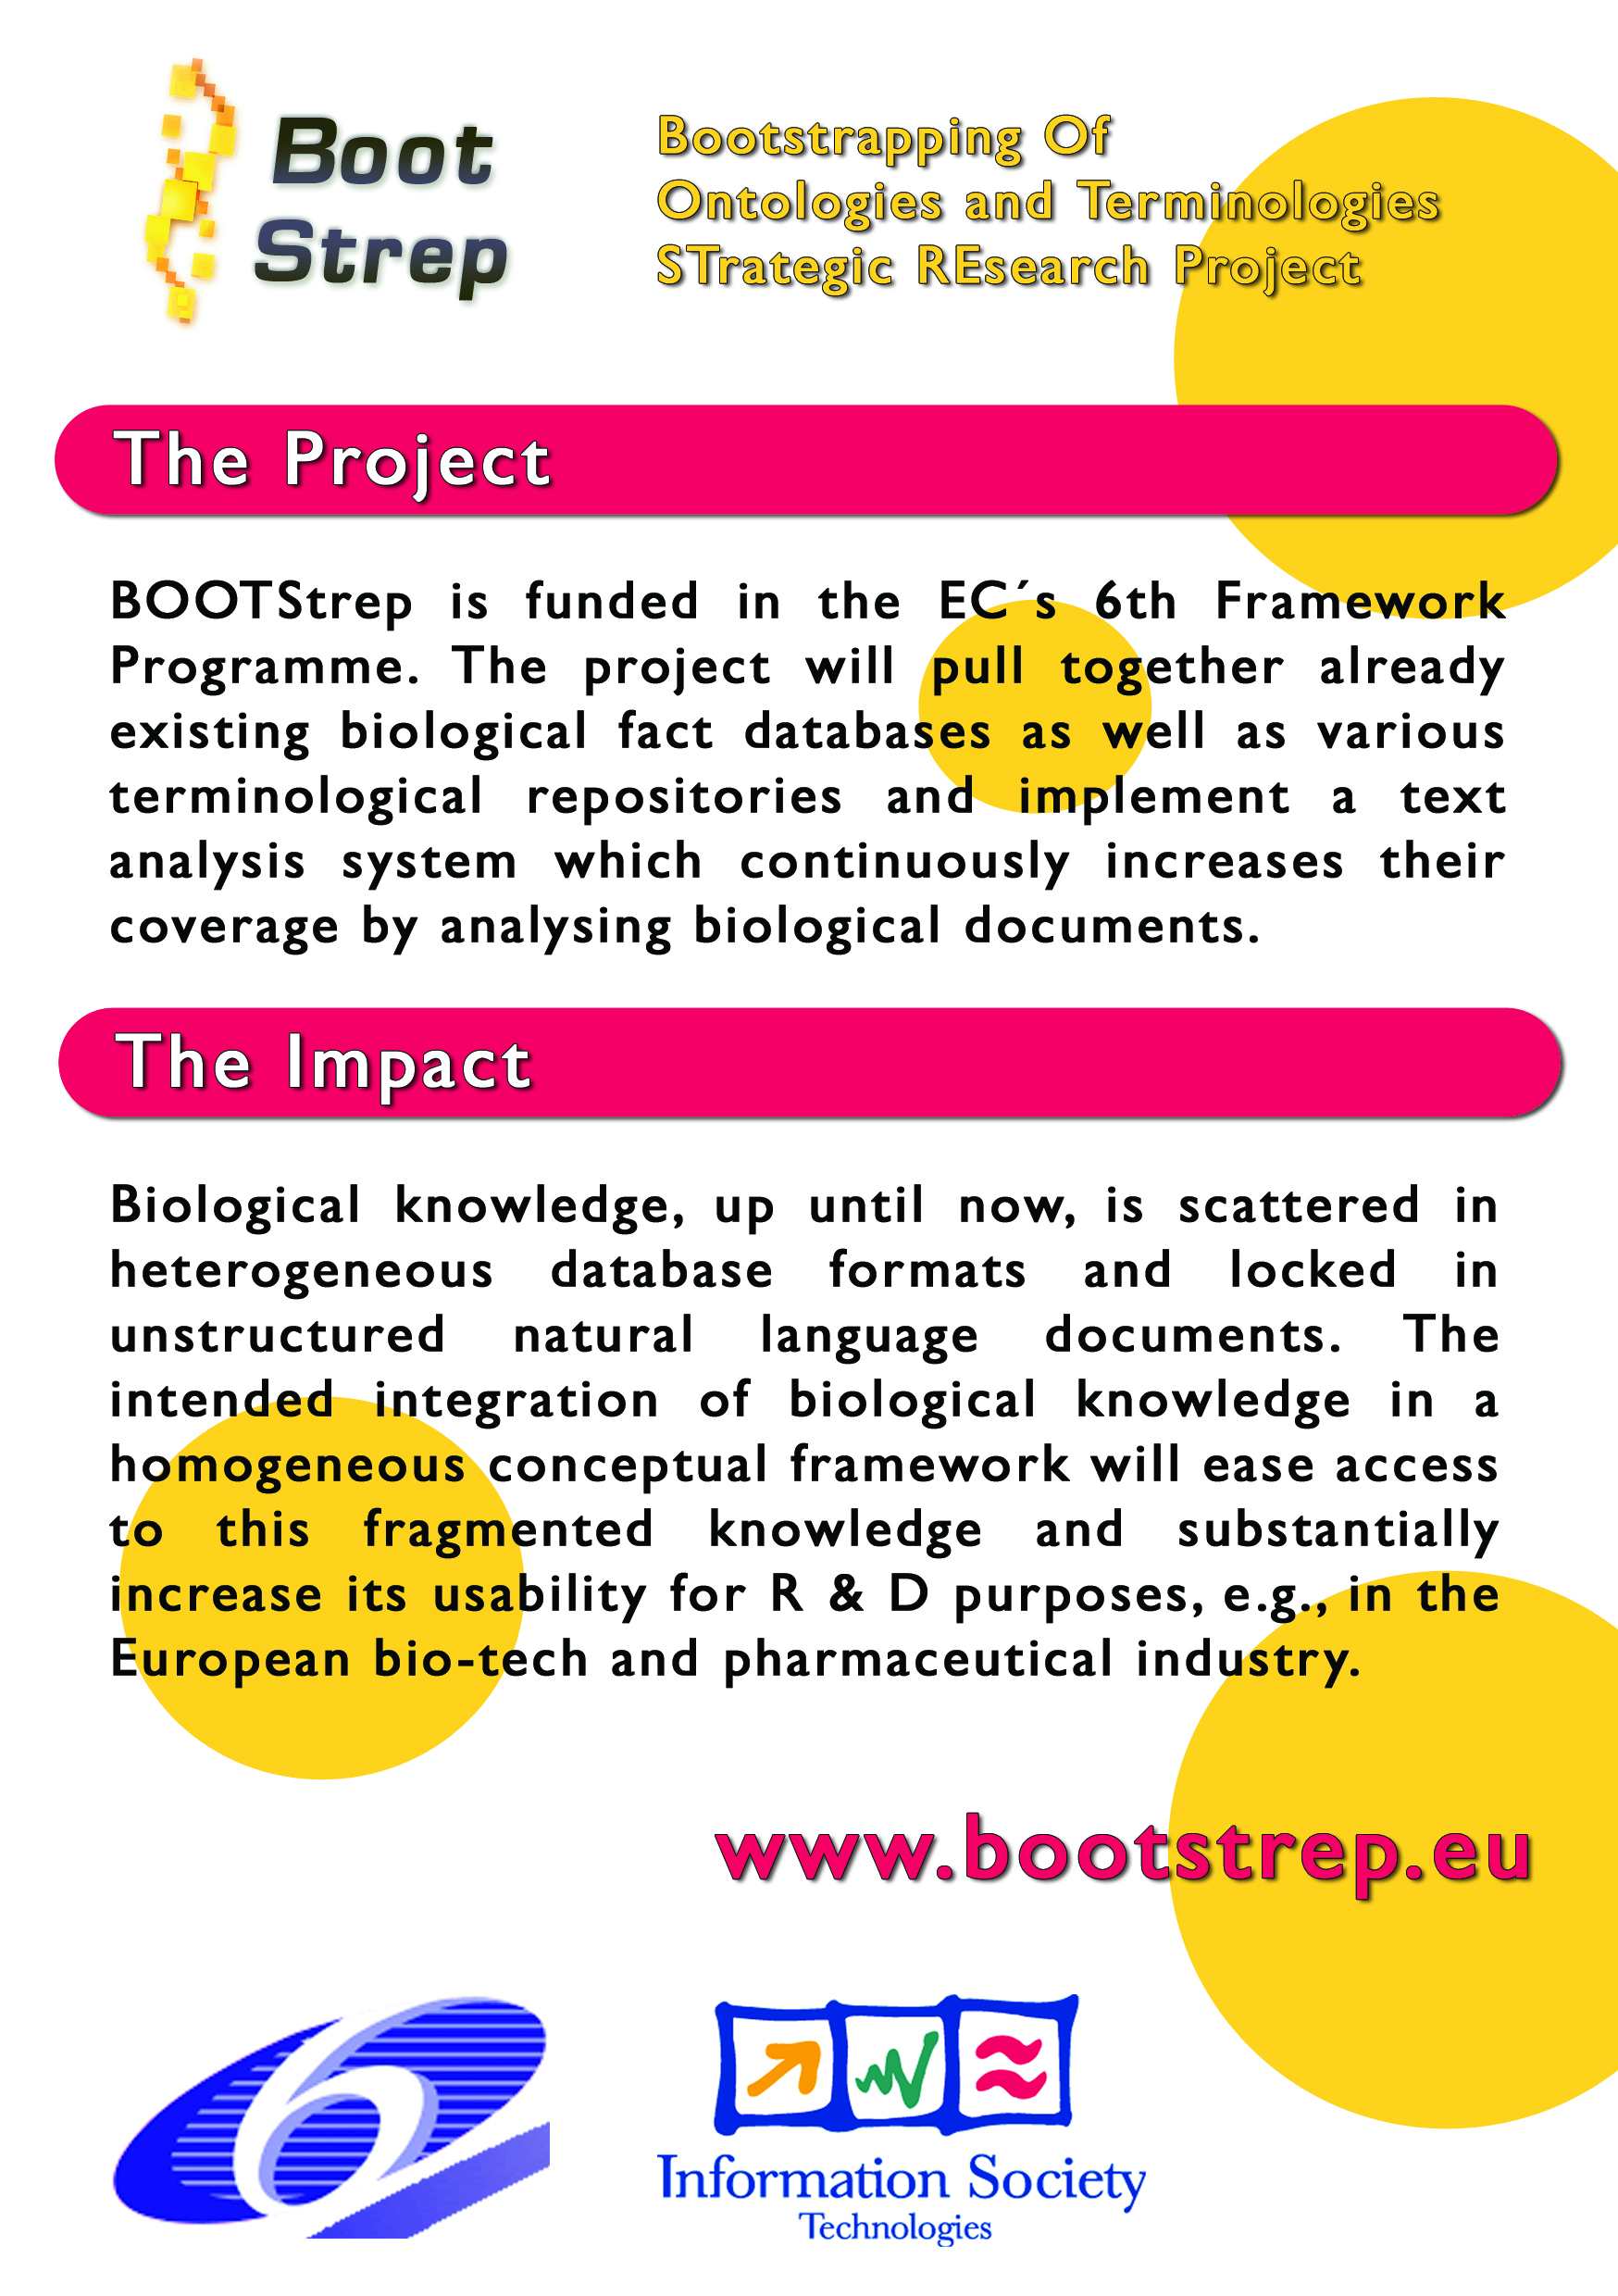 Boot
Strep
Bootstrapping Of
Ontologies and Terminologies
STrategic REsearch Project
The Project
BOOTStrep is funded in the EC´s 6th Framework
Programme. The project will pull together already
existing biological fact databases as well as various
terminological repositories and implement a text
analysis system which continuously increases their
coverage by analysing biological documents.
The Impact
Biological knowledge, up until now, is scattered in
heterogeneous database formats and locked in
unstructured natural language documents. The
intended integration of biological knowledge in a
homogeneous conceptual framework will ease access
to this fragmented knowledge and substantially
increase its usability for R & D purposes, e.g., in the
European bio-tech and pharmaceutical industry.
www.bootstrep.eu
6
Information Society
Technologies